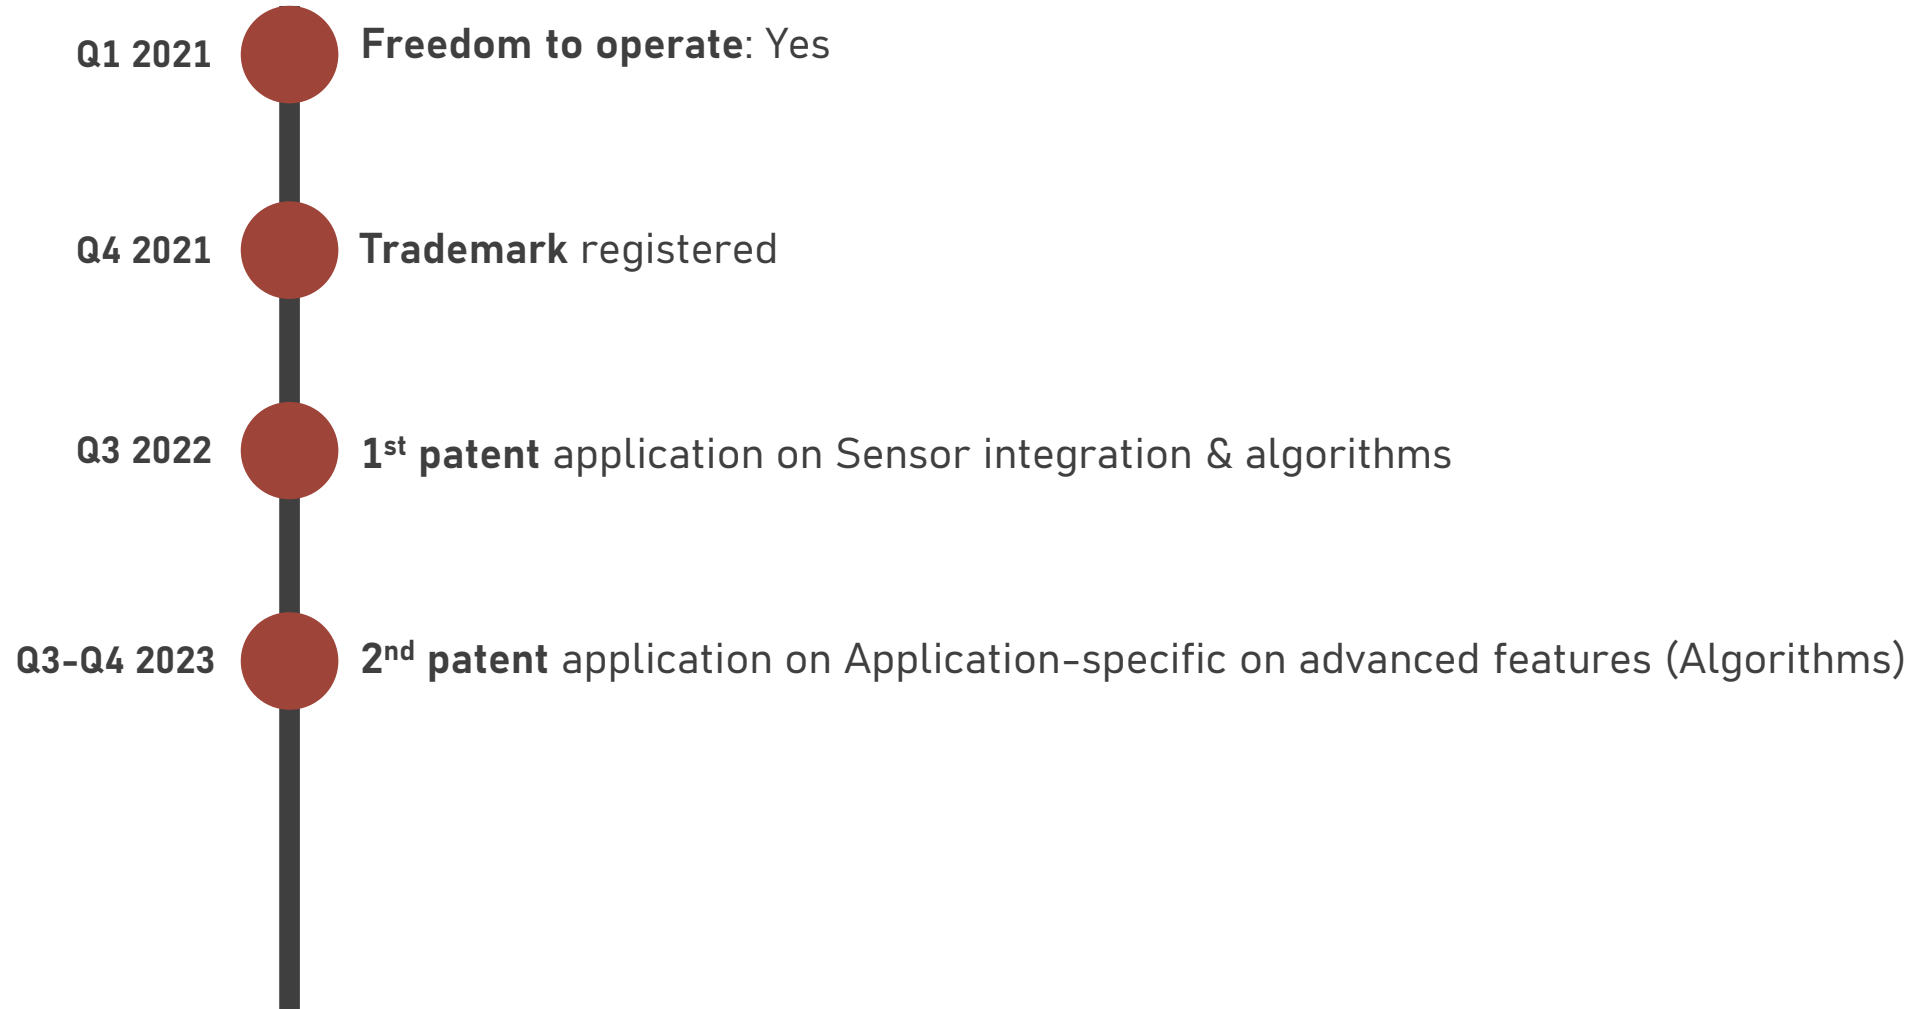 Q1 2021 Freedom to operate: Yes
Q4 2021 Trademark registered
Q3 2022 1st patent application on Sensor integration & algorithms
Q3-Q4 2023 2nd patent application on Application-specific on advanced features (Algorithms)